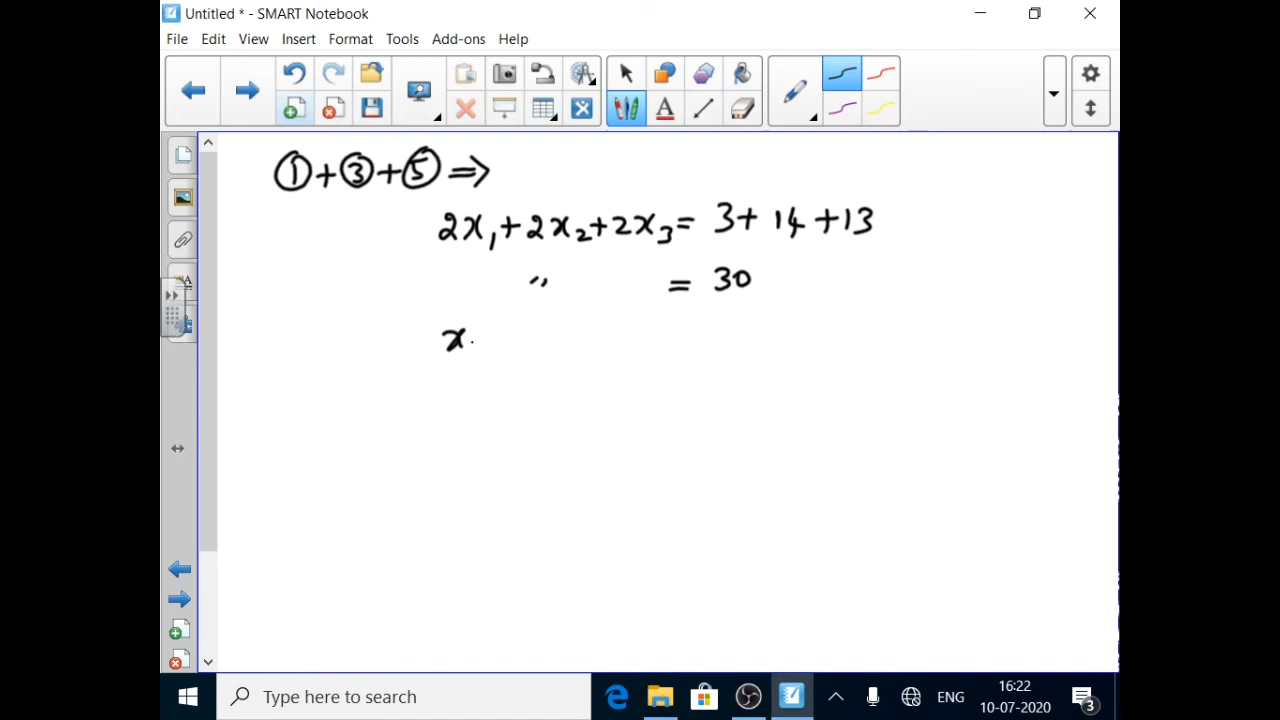 Untitled * - SMART Notebook
File Edit View Insert Format Tools Add-ons Help
①+③+⑤ ⇒
2x₁+2x₂+2x₃= 3+ 14 +13
〃 = 30
x
Type here to search
ENG
16:22
10-07-2020
3